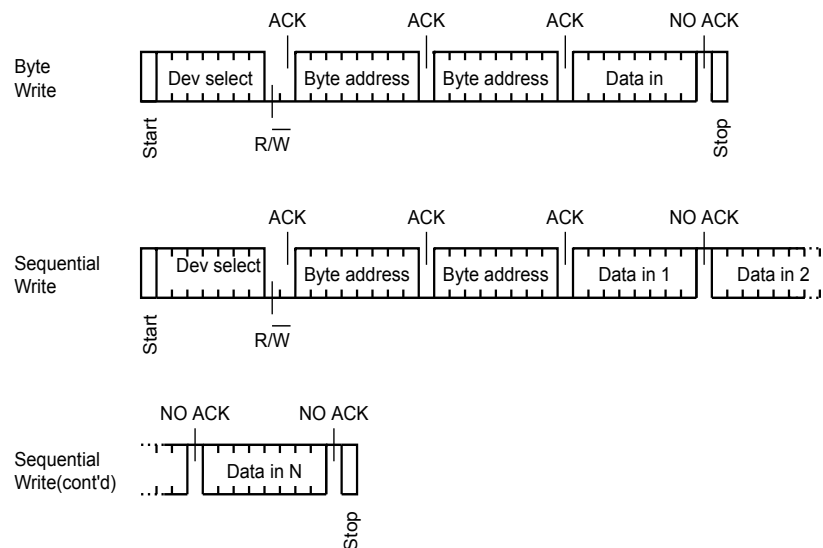 ACK ACK ACK NO ACK
Byte
Write
Dev select Byte address Byte address Data in
Start R/W̅ Stop
ACK ACK ACK NO ACK
Sequential
Write
Dev select Byte address Byte address Data in 1 Data in 2
Start R/W̅
NO ACK NO ACK
Sequential
Write(cont'd)
Data in N
Stop